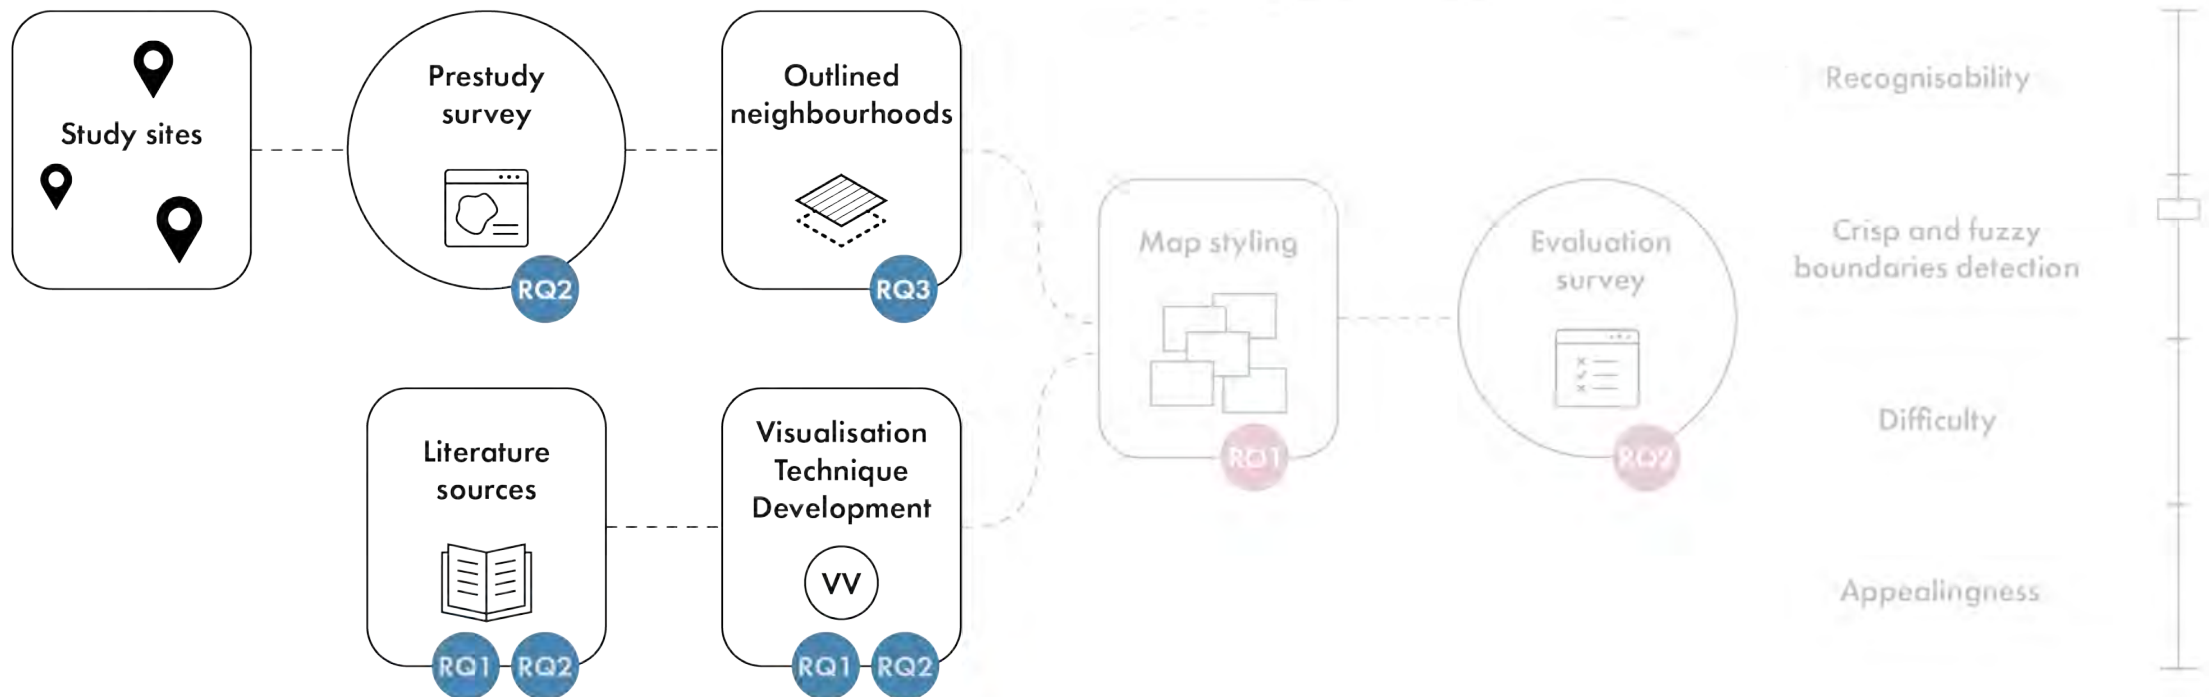 Study sites
Prestudy
survey
RQ2
Outlined
neighbourhoods
RQ3
Literature
sources
RQ1
RQ2
Visualisation
Technique
Development
VV
RQ1
RQ2
Map styling
RQ1
Evaluation
survey
RQ2
Recognisability
Crisp and fuzzy
boundaries detection
Difficulty
Appealingness